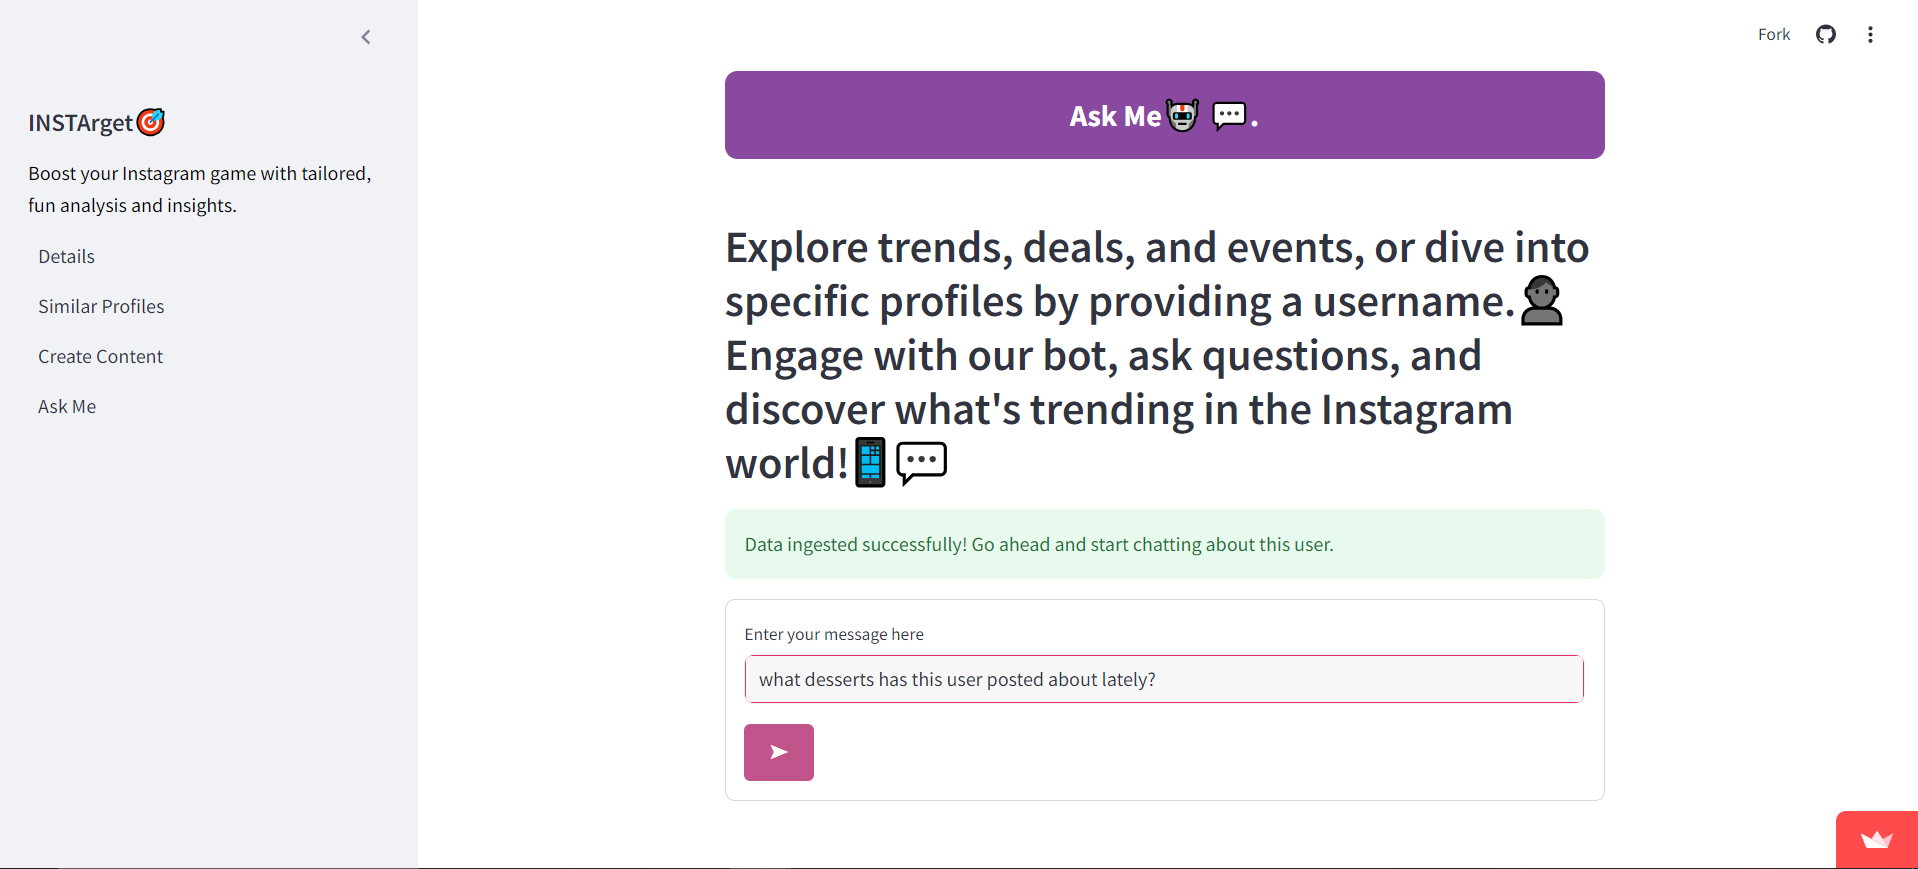 Fork
INSTArget
Boost your Instagram game with tailored,
fun analysis and insights.
Details
Similar Profiles
Create Content
Ask Me
Ask Me .
Explore trends, deals, and events, or dive into
specific profiles by providing a username.
Engage with our bot, ask questions, and
discover what's trending in the Instagram
world!
Data ingested successfully! Go ahead and start chatting about this user.
Enter your message here
what desserts has this user posted about lately?